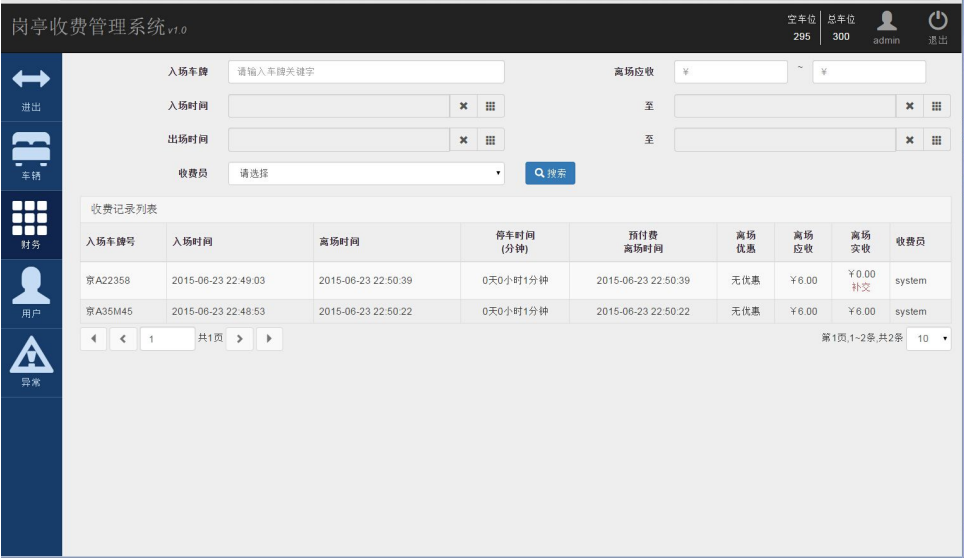 岗亭收费管理系统v1.0
空车位 总车位
295 300 admin 退出
入场车牌 请输入车牌关键字 离场应收 ¥ ~ ¥
进出 入场时间 至
出场时间 至
车辆 收费员 请选择 搜索
收费记录列表
入场车牌号 入场时间 离场时间 停车时间(分钟) 预付费离场时间 离场优惠 离场应收 离场实收 收费员
财务
京A22358 2015-06-23 22:49:03 2015-06-23 22:50:39 0天0小时1分钟 2015-06-23 22:50:39 无优惠 ¥6.00 ¥0.00 补交 system
用户 京A35M45 2015-06-23 22:48:53 2015-06-23 22:50:22 0天0小时1分钟 2015-06-23 22:50:22 无优惠 ¥6.00 ¥6.00 system
1 共1页 第1页,1~2条,共2条 10
异常